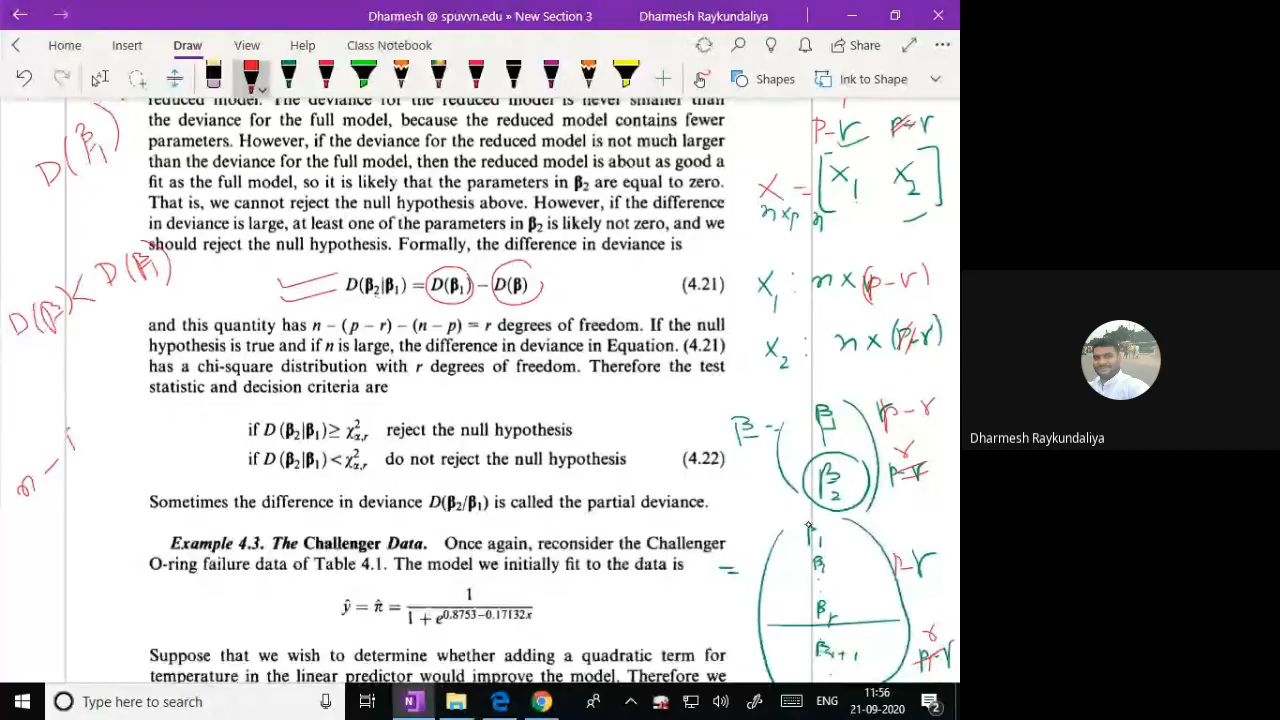 Dharmesh @ spuvvn.edu » New Section 3
Dharmesh Raykundaliya
Home Insert Draw View Help Class Notebook Share
Shapes Ink to Shape
reduced model. The deviance for the reduced model is never smaller than
the deviance for the full model, because the reduced model contains fewer
parameters. However, if the deviance for the reduced model is not much larger
than the deviance for the full model, then the reduced model is about as good a
fit as the full model, so it is likely that the parameters in β₂ are equal to zero.
That is, we cannot reject the null hypothesis above. However, if the difference
in deviance is large, at least one of the parameters in β₂ is likely not zero, and we
should reject the null hypothesis. Formally, the difference in deviance is
D(β₂|β₁) = D(β₁) − D(β) (4.21)
and this quantity has n − (p − r) − (n − p) = r degrees of freedom. If the null
hypothesis is true and if n is large, the difference in deviance in Equation. (4.21)
has a chi-square distribution with r degrees of freedom. Therefore the test
statistic and decision criteria are
if D (β₂|β₁) ≥ χ²α,r reject the null hypothesis
if D (β₂|β₁) < χ²α,r do not reject the null hypothesis (4.22)
Sometimes the difference in deviance D(β₂/β₁) is called the partial deviance.
Example 4.3. The Challenger Data. Once again, reconsider the Challenger
O-ring failure data of Table 4.1. The model we initially fit to the data is
ŷ = π̂ = 1 / 1 + e^0.8753−0.17132x
Suppose that we wish to determine whether adding a quadratic term for
temperature in the linear predictor would improve the model. Therefore we
D(β₁)
D(β) < D(β₁)
p-r p-r
X = [X₁ X₂]
n×p n
X₁ : n × (p-r)
X₂ : n × (p-r)
β = (β₁ p-r
β₂) r p-r
= β₁ p-r
β₂
βr
βr+1 r p-r
Dharmesh Raykundaliya
Type here to search
ENG
11:56
21-09-2020
2